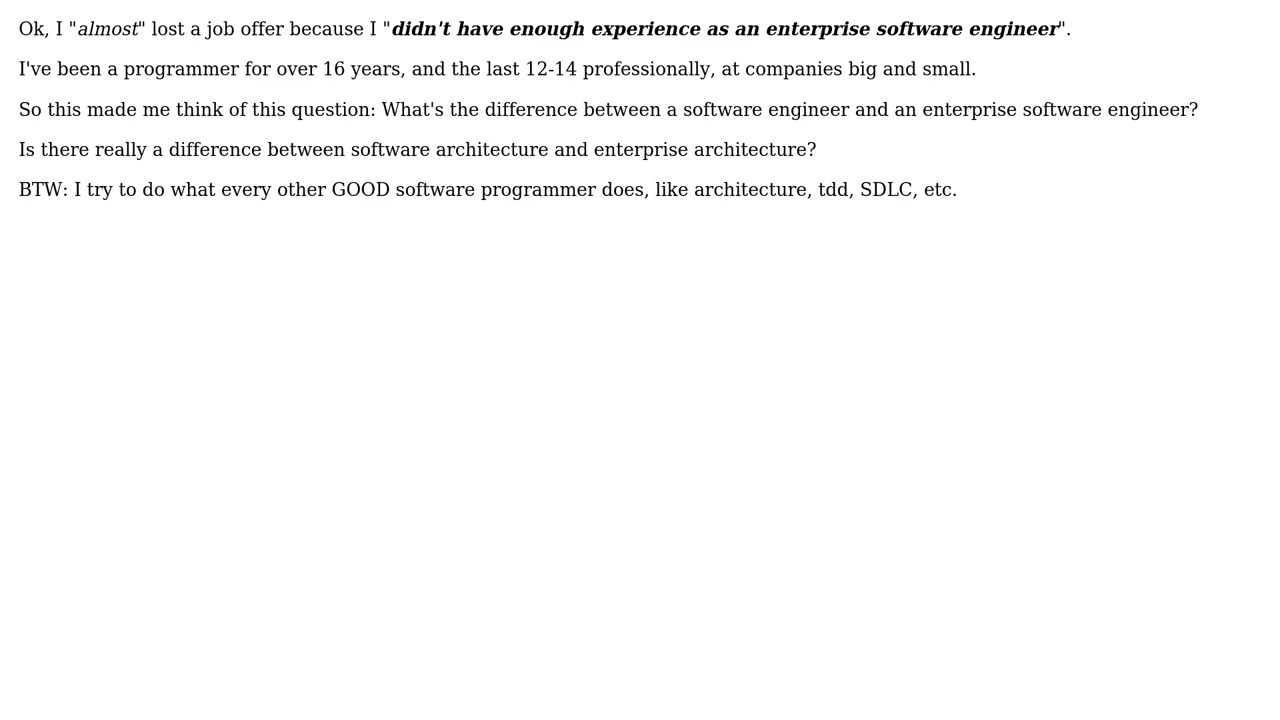 Ok, I "almost" lost a job offer because I "didn't have enough experience as an enterprise software engineer".
I've been a programmer for over 16 years, and the last 12-14 professionally, at companies big and small.
So this made me think of this question: What's the difference between a software engineer and an enterprise software engineer?
Is there really a difference between software architecture and enterprise architecture?
BTW: I try to do what every other GOOD software programmer does, like architecture, tdd, SDLC, etc.